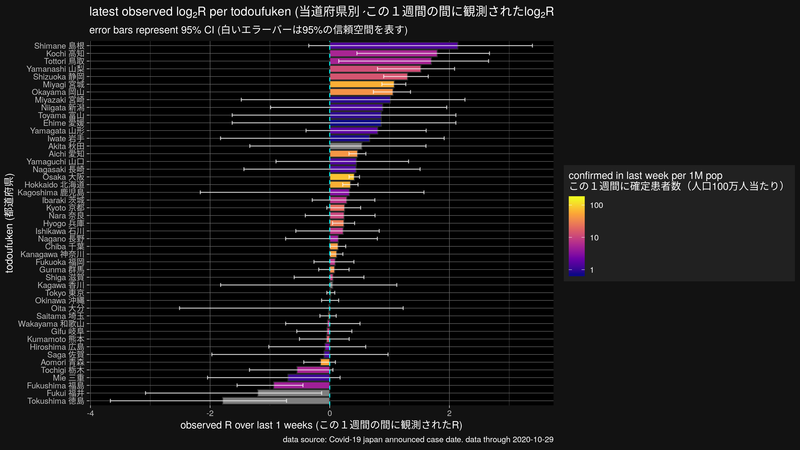 latest observed log₂R per todoufuken (当道府県別 この１週間の間に観測されたlog₂R
error bars represent 95% CI (白いエラーバーは95%の信頼空間を表す)
todoufuken (都道府県)
Shimane 島根
Kochi 高知
Tottori 鳥取
Yamanashi 山梨
Shizuoka 静岡
Miyagi 宮城
Okayama 岡山
Miyazaki 宮崎
Niigata 新潟
Toyama 富山
Ehime 愛媛
Yamagata 山形
Iwate 岩手
Akita 秋田
Aichi 愛知
Yamaguchi 山口
Nagasaki 長崎
Osaka 大阪
Hokkaido 北海道
Kagoshima 鹿児島
Ibaraki 茨城
Kyoto 京都
Nara 奈良
Hyogo 兵庫
Ishikawa 石川
Nagano 長野
Chiba 千葉
Kanagawa 神奈川
Fukuoka 福岡
Gunma 群馬
Shiga 滋賀
Kagawa 香川
Tokyo 東京
Okinawa 沖縄
Oita 大分
Saitama 埼玉
Wakayama 和歌山
Gifu 岐阜
Kumamoto 熊本
Hiroshima 広島
Saga 佐賀
Aomori 青森
Tochigi 栃木
Mie 三重
Fukushima 福島
Fukui 福井
Tokushima 徳島
-4 -2 0 2
observed R over last 1 weeks (この１週間の間に観測されたR)
data source: Covid-19 japan announced case date. data through 2020-10-29
confirmed in last week per 1M pop
この１週間に確定患者数（人口100万人当たり）
100
10
1